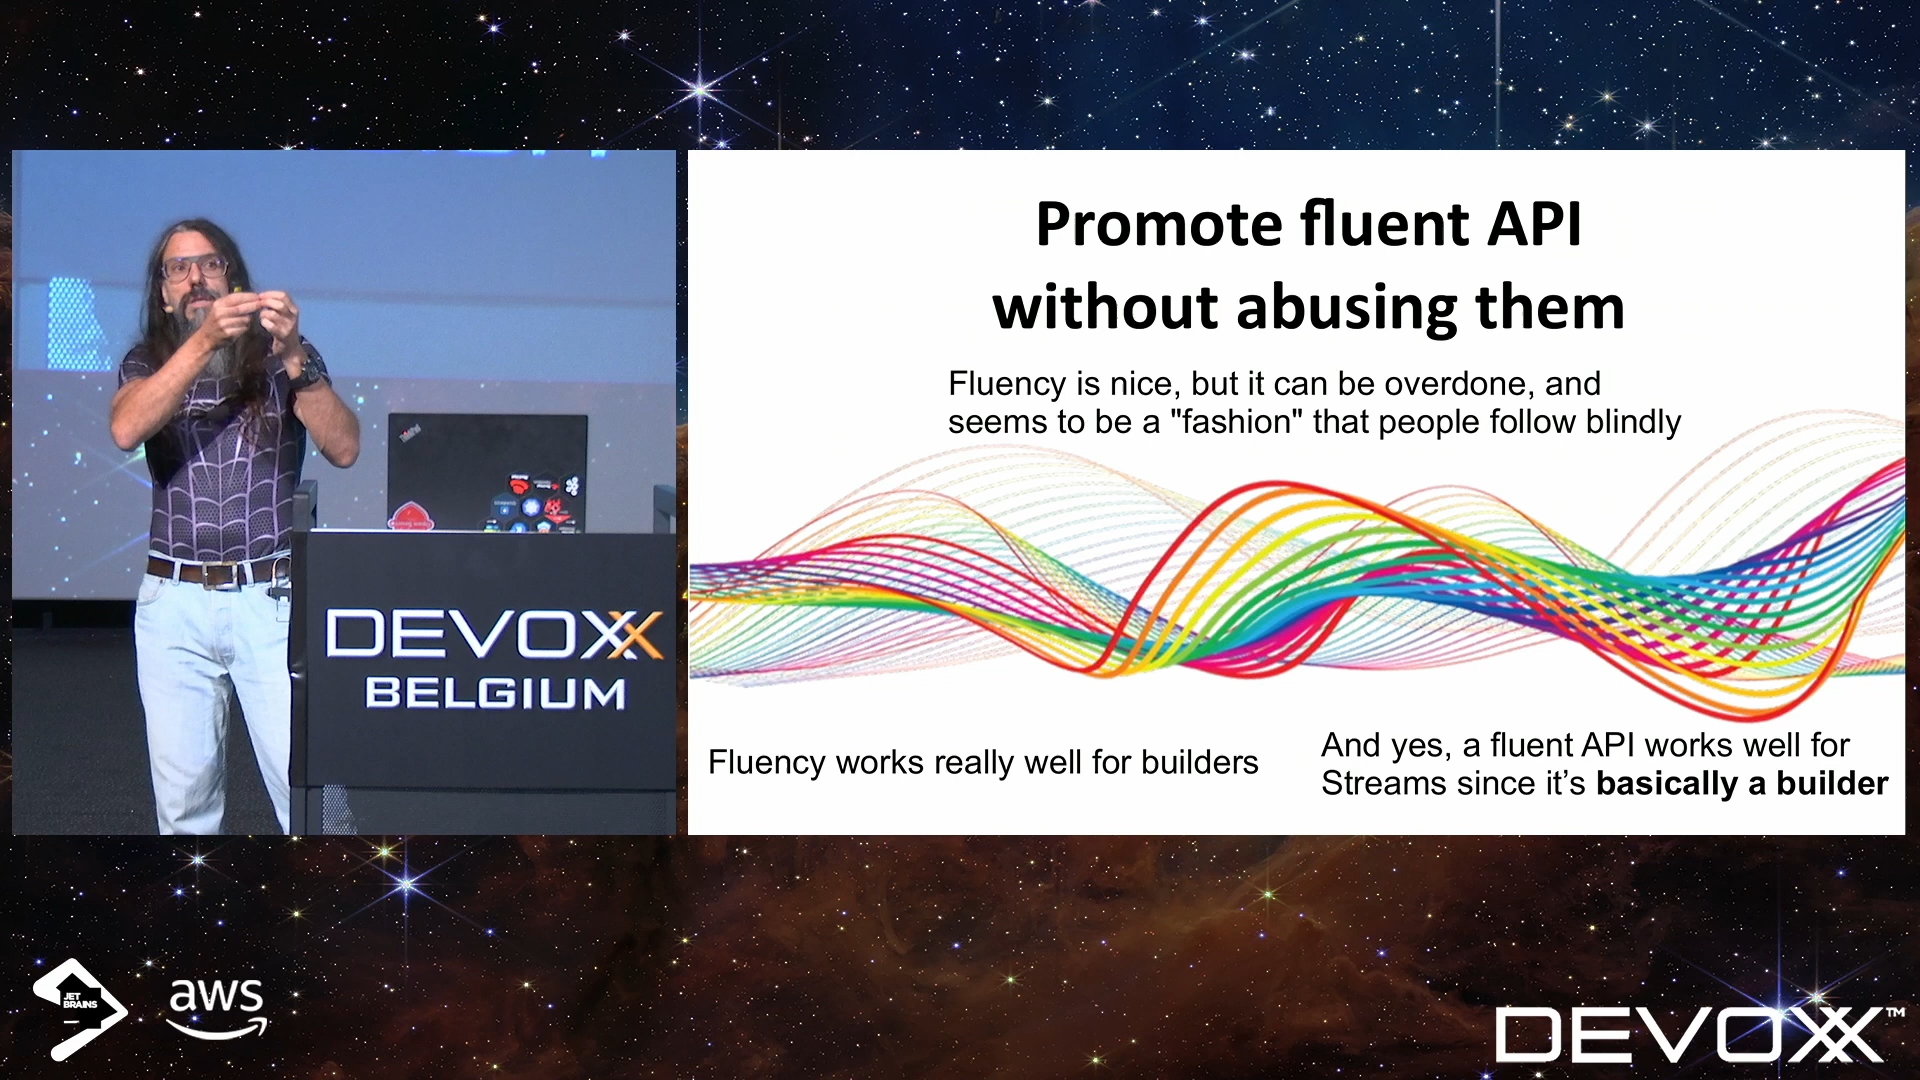 Promote fluent API
without abusing them
Fluency is nice, but it can be overdone, and
seems to be a "fashion" that people follow blindly
Fluency works really well for builders
And yes, a fluent API works well for
Streams since it’s basically a builder
DEVOXX
BELGIUM
JET
BRAINS
aws
DEVOXX™